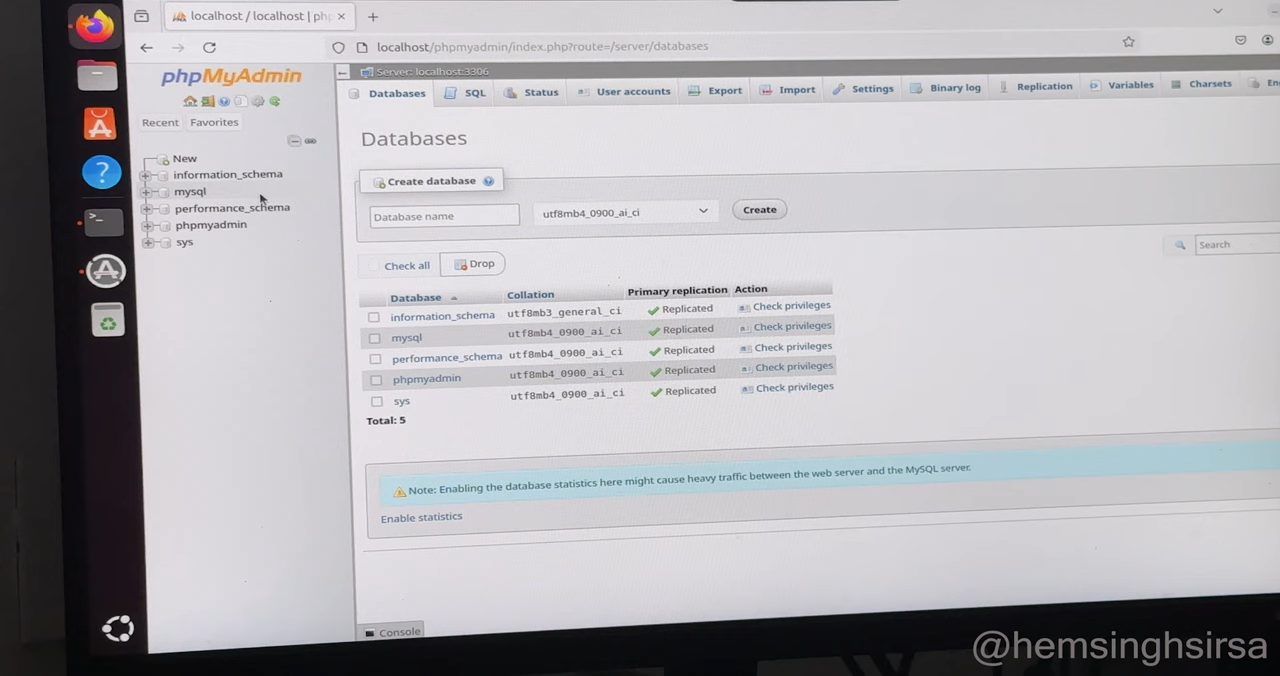 localhost / localhost | php
localhost/phpmyadmin/index.php?route=/server/databases
phpMyAdmin
Recent Favorites
New
information_schema
mysql
performance_schema
phpmyadmin
sys
Server: localhost:3306
Databases SQL Status User accounts Export Import Settings Binary log Replication Variables Charsets En
Databases
Create database
Database name utf8mb4_0900_ai_ci Create
Check all Drop
Search
Database Collation Primary replication Action
information_schema utf8mb3_general_ci Replicated Check privileges
mysql utf8mb4_0900_ai_ci Replicated Check privileges
performance_schema utf8mb4_0900_ai_ci Replicated Check privileges
phpmyadmin utf8mb4_0900_ai_ci Replicated Check privileges
sys utf8mb4_0900_ai_ci Replicated Check privileges
Total: 5
Note: Enabling the database statistics here might cause heavy traffic between the web server and the MySQL server.
Enable statistics
Console
@hemsinghsirsa